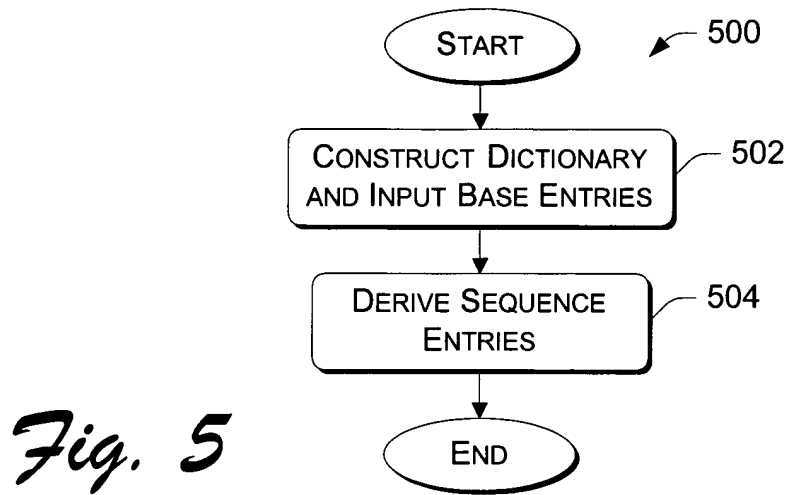 START
500
CONSTRUCT DICTIONARY
AND INPUT BASE ENTRIES
502
DERIVE SEQUENCE
ENTRIES
504
END
Fig. 5